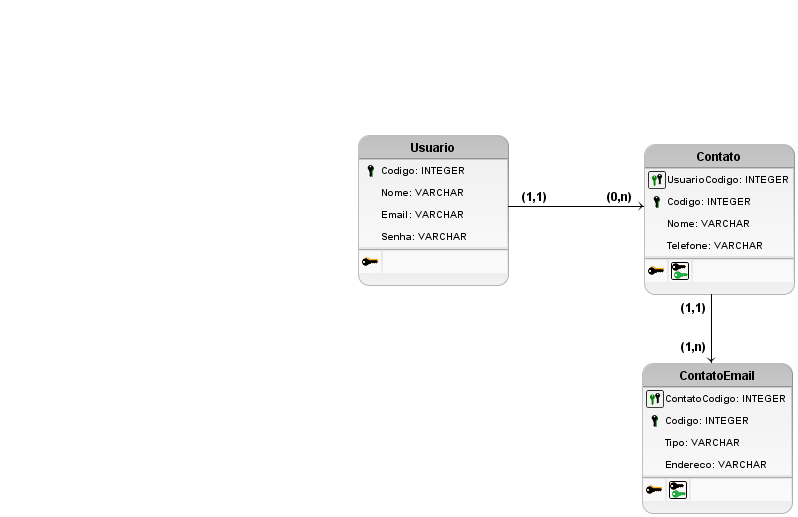 Usuario
Codigo: INTEGER
Nome: VARCHAR
Email: VARCHAR
Senha: VARCHAR
(1,1)
(0,n)
Contato
UsuarioCodigo: INTEGER
Codigo: INTEGER
Nome: VARCHAR
Telefone: VARCHAR
(1,1)
(1,n)
ContatoEmail
ContatoCodigo: INTEGER
Codigo: INTEGER
Tipo: VARCHAR
Endereco: VARCHAR